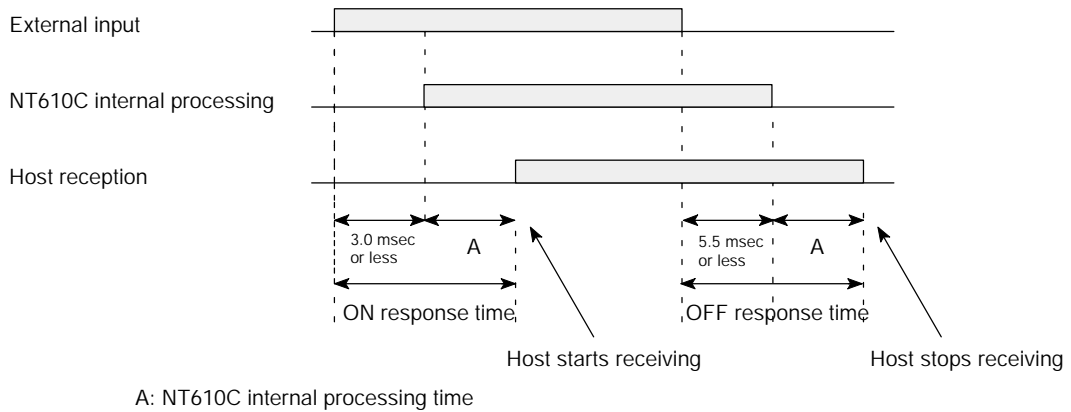 External input
NT610C internal processing
Host reception
3.0 msec
or less
A
5.5 msec
or less
A
ON response time
OFF response time
Host starts receiving
Host stops receiving
A: NT610C internal processing time